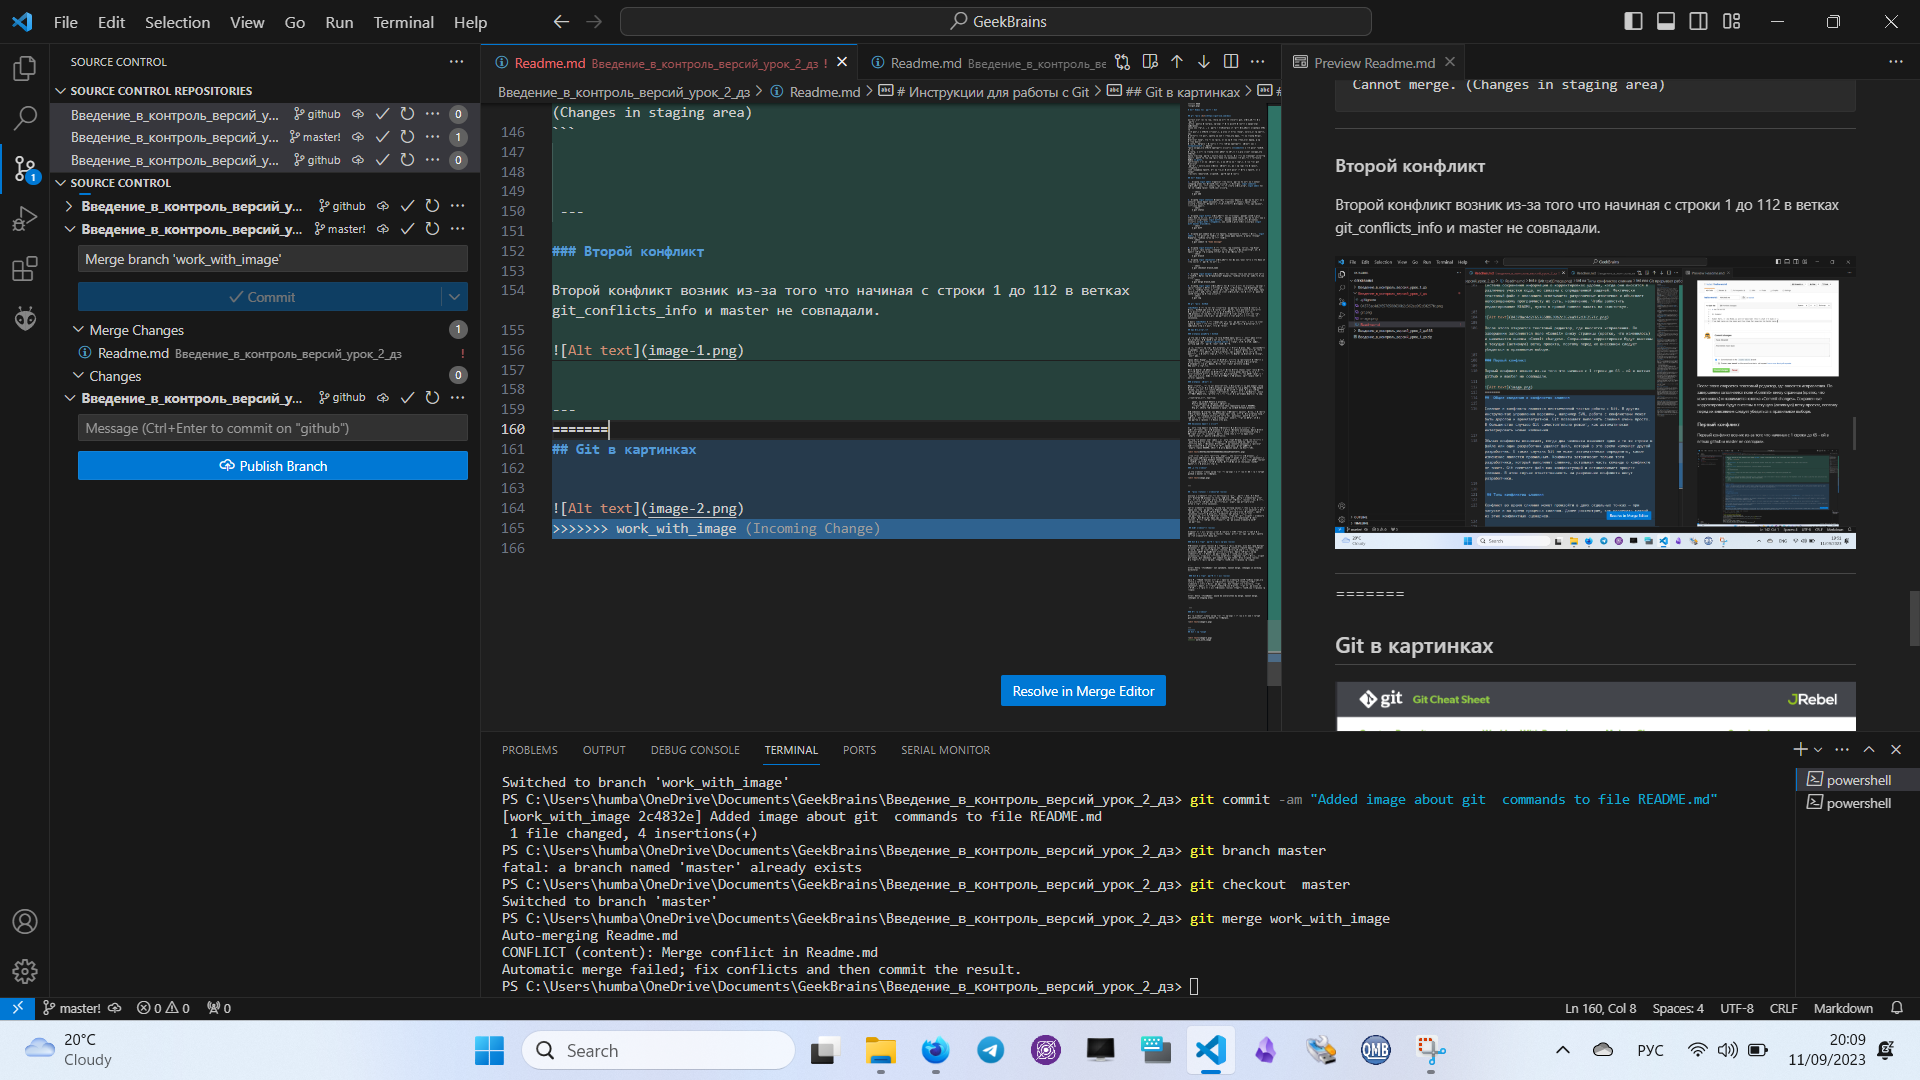 File Edit Selection View Go Run Terminal Help
GeekBrains
SOURCE CONTROL
SOURCE CONTROL REPOSITORIES
Введение_в_контроль_версий_у... github 0
Введение_в_контроль_версий_у... master! 1
Введение_в_контроль_версий_у... github 0
SOURCE CONTROL
Введение_в_контроль_версий_у... github
Введение_в_контроль_версий_у... master!
Merge branch 'work_with_image'
Commit
Merge Changes 1
Readme.md Введение_в_контроль_версий_урок_2_дз !
Changes 0
Введение_в_контроль_версий_у... github
Message (Ctrl+Enter to commit on "github")
Publish Branch
1
Readme.md Введение_в_контроль_версий_урок_2_дз !
Readme.md Введение_в_контроль_ве
Введение_в_контроль_версий_урок_2_дз > Readme.md > # Инструкции для работы с Git > ## Git в картинках > #
(Changes in staging area)
146 ```
147
148
149
150 ---
151
152 ### Второй конфликт
153
154 Второй конфликт возник из-за того что начиная с строки 1 до 112 в ветках
git_conflicts_info и master не совпадали.
155
156 ![Alt text](image-1.png)
157
158
159 ---
160 =======
161 ## Git в картинках
162
163
164 ![Alt text](image-2.png)
165 >>>>>>> work_with_image (Incoming Change)
166
Resolve in Merge Editor
Preview Readme.md
Cannot merge. (Changes in staging area)
Второй конфликт
Второй конфликт возник из-за того что начиная с строки 1 до 112 в ветках
git_conflicts_info и master не совпадали.
=======
Git в картинках
git Git Cheat Sheet JRebel
PROBLEMS OUTPUT DEBUG CONSOLE TERMINAL PORTS SERIAL MONITOR
Switched to branch 'work_with_image'
PS C:\Users\humba\OneDrive\Documents\GeekBrains\Введение_в_контроль_версий_урок_2_дз> git commit -am "Added image about git  commands to file README.md"
[work_with_image 2c4832e] Added image about git  commands to file README.md
1 file changed, 4 insertions(+)
PS C:\Users\humba\OneDrive\Documents\GeekBrains\Введение_в_контроль_версий_урок_2_дз> git branch master
fatal: a branch named 'master' already exists
PS C:\Users\humba\OneDrive\Documents\GeekBrains\Введение_в_контроль_версий_урок_2_дз> git checkout  master
Switched to branch 'master'
PS C:\Users\humba\OneDrive\Documents\GeekBrains\Введение_в_контроль_версий_урок_2_дз> git merge work_with_image
Auto-merging Readme.md
CONFLICT (content): Merge conflict in Readme.md
Automatic merge failed; fix conflicts and then commit the result.
PS C:\Users\humba\OneDrive\Documents\GeekBrains\Введение_в_контроль_версий_урок_2_дз>
powershell
powershell
master! 0 0 0
Ln 160, Col 8 Spaces: 4 UTF-8 CRLF Markdown
20°C
Cloudy
Search
QMB
РУС
20:09
11/09/2023